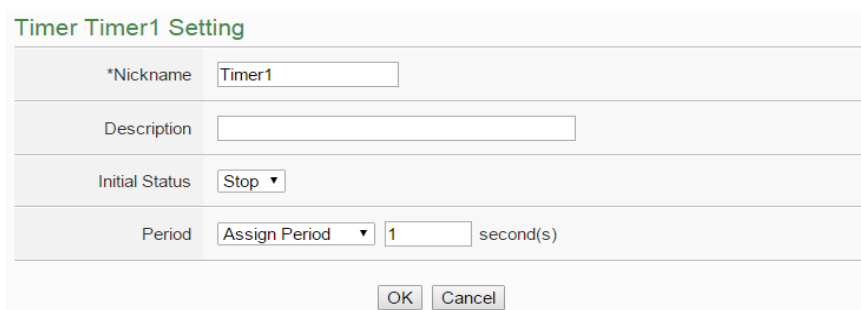 Timer Timer1 Setting
*Nickname Timer1
Description
Initial Status Stop
Period Assign Period 1 second(s)
OK Cancel